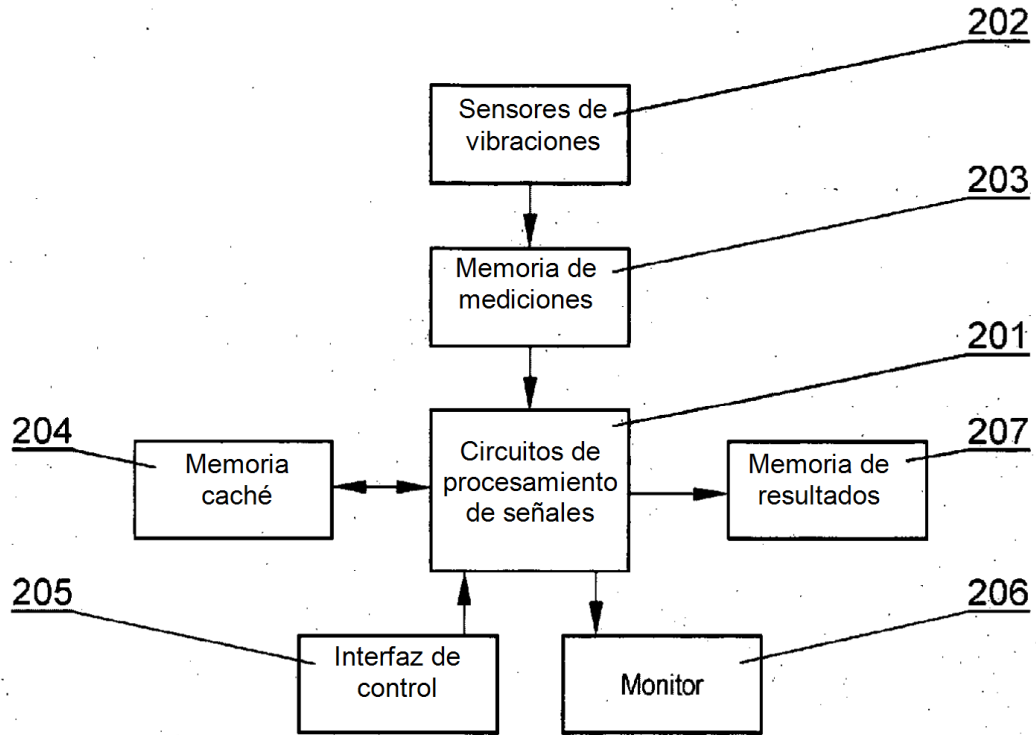 202
Sensores de
vibraciones
203
Memoria de
mediciones
201
204
Memoria
caché
Circuitos de
procesamiento
de señales
207
Memoria de
resultados
205
Interfaz de
control
206
Monitor